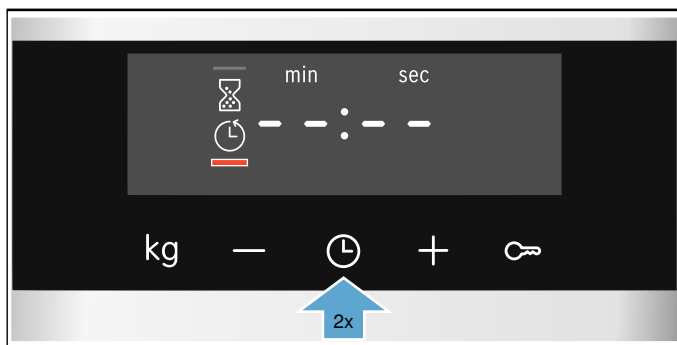 min sec
– – : – –
kg — +
2x